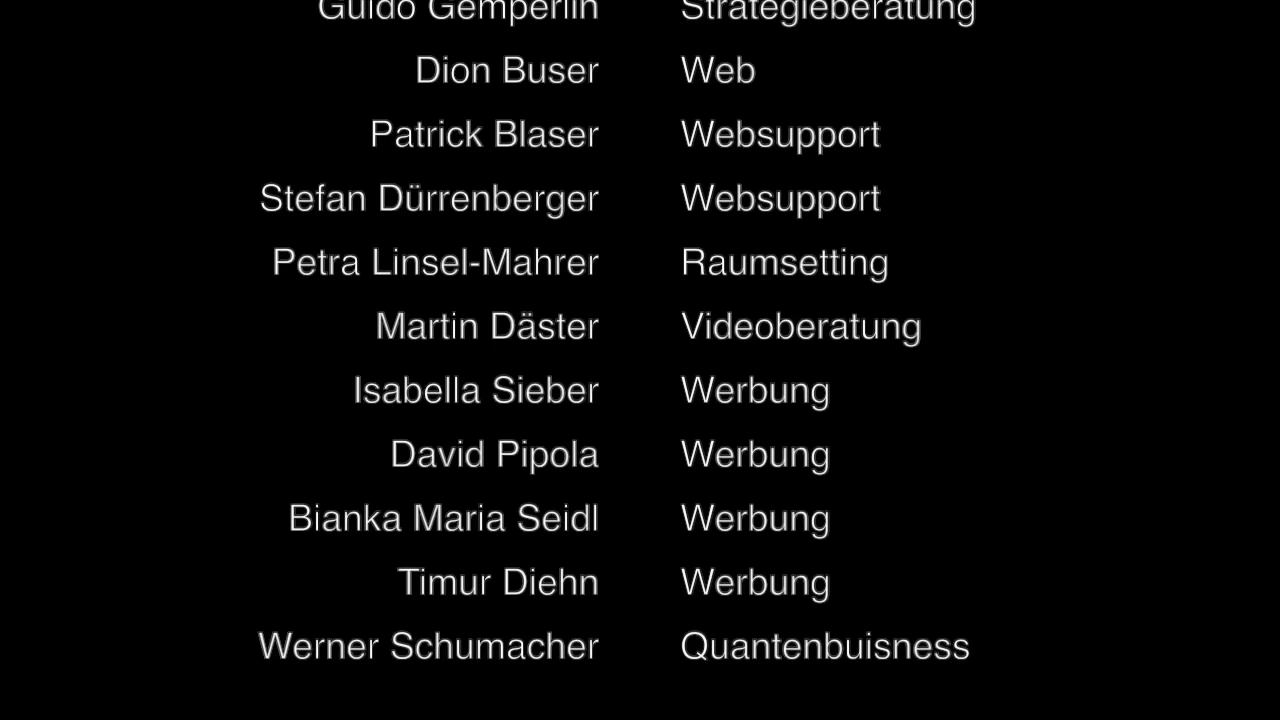 Guido Gemperlin Strategieberatung
Dion Buser Web
Patrick Blaser Websupport
Stefan Dürrenberger Websupport
Petra Linsel-Mahrer Raumsetting
Martin Däster Videoberatung
Isabella Sieber Werbung
David Pipola Werbung
Bianka Maria Seidl Werbung
Timur Diehn Werbung
Werner Schumacher Quantenbuisness